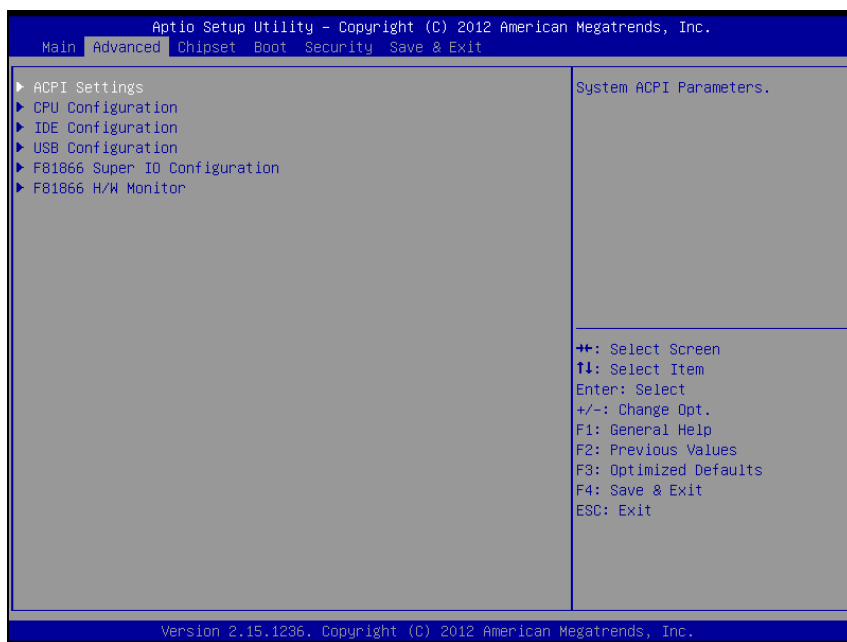 Aptio Setup Utility – Copyright (C) 2012 American Megatrends, Inc.
Main Advanced Chipset Boot Security Save & Exit
▶ ACPI Settings
▶ CPU Configuration
▶ IDE Configuration
▶ USB Configuration
▶ F81866 Super IO Configuration
▶ F81866 H/W Monitor
System ACPI Parameters.
→←: Select Screen
↑↓: Select Item
Enter: Select
+/-: Change Opt.
F1: General Help
F2: Previous Values
F3: Optimized Defaults
F4: Save & Exit
ESC: Exit
Version 2.15.1236. Copyright (C) 2012 American Megatrends, Inc.